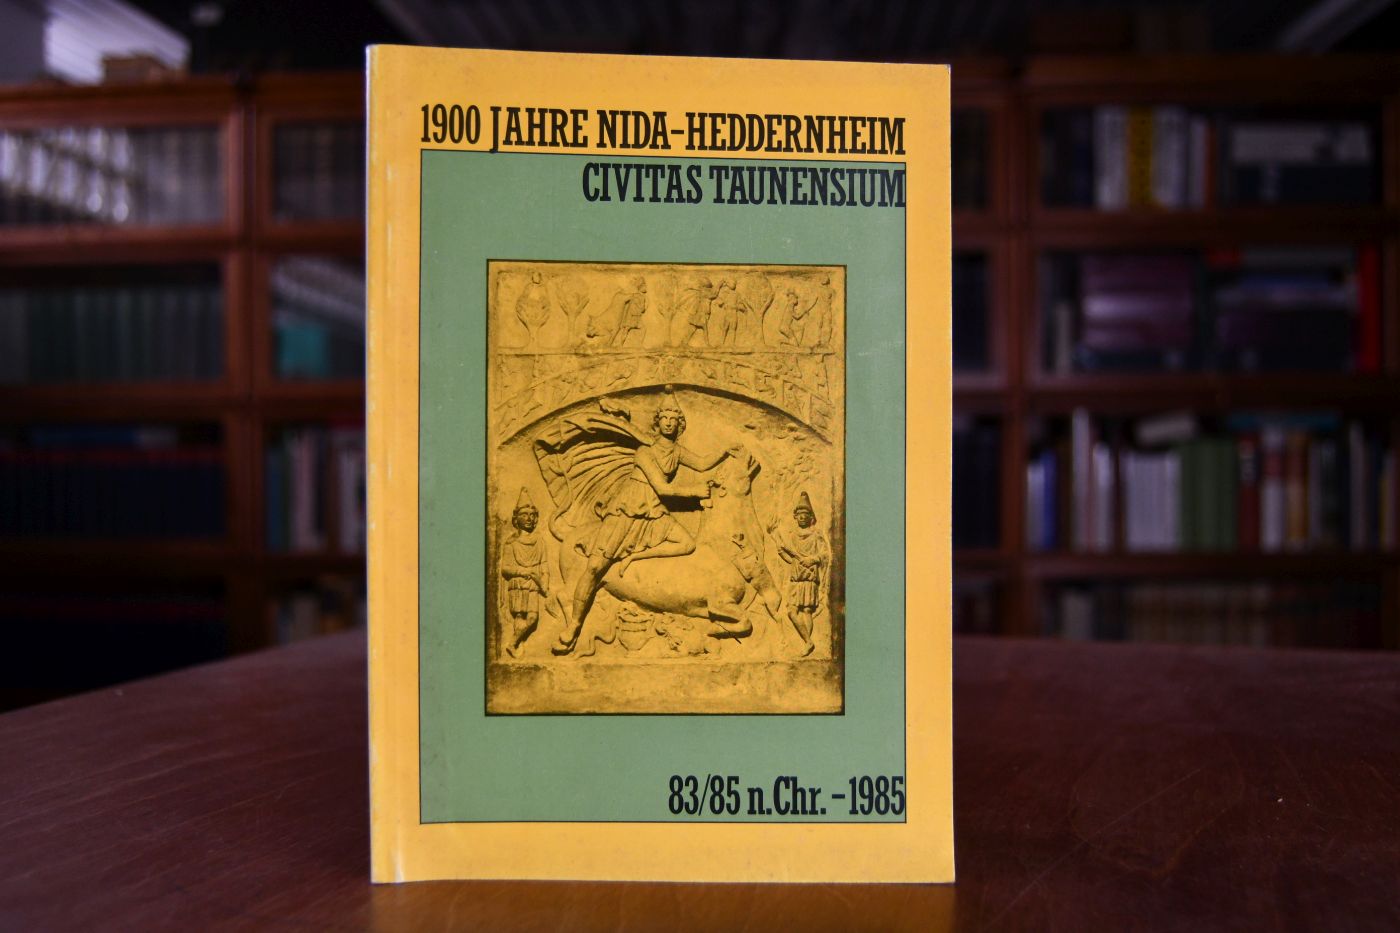 1900 JAHRE NIDA-HEDDERNHEIM
CIVITAS TAUNENSIUM
83/85 n.Chr. - 1985